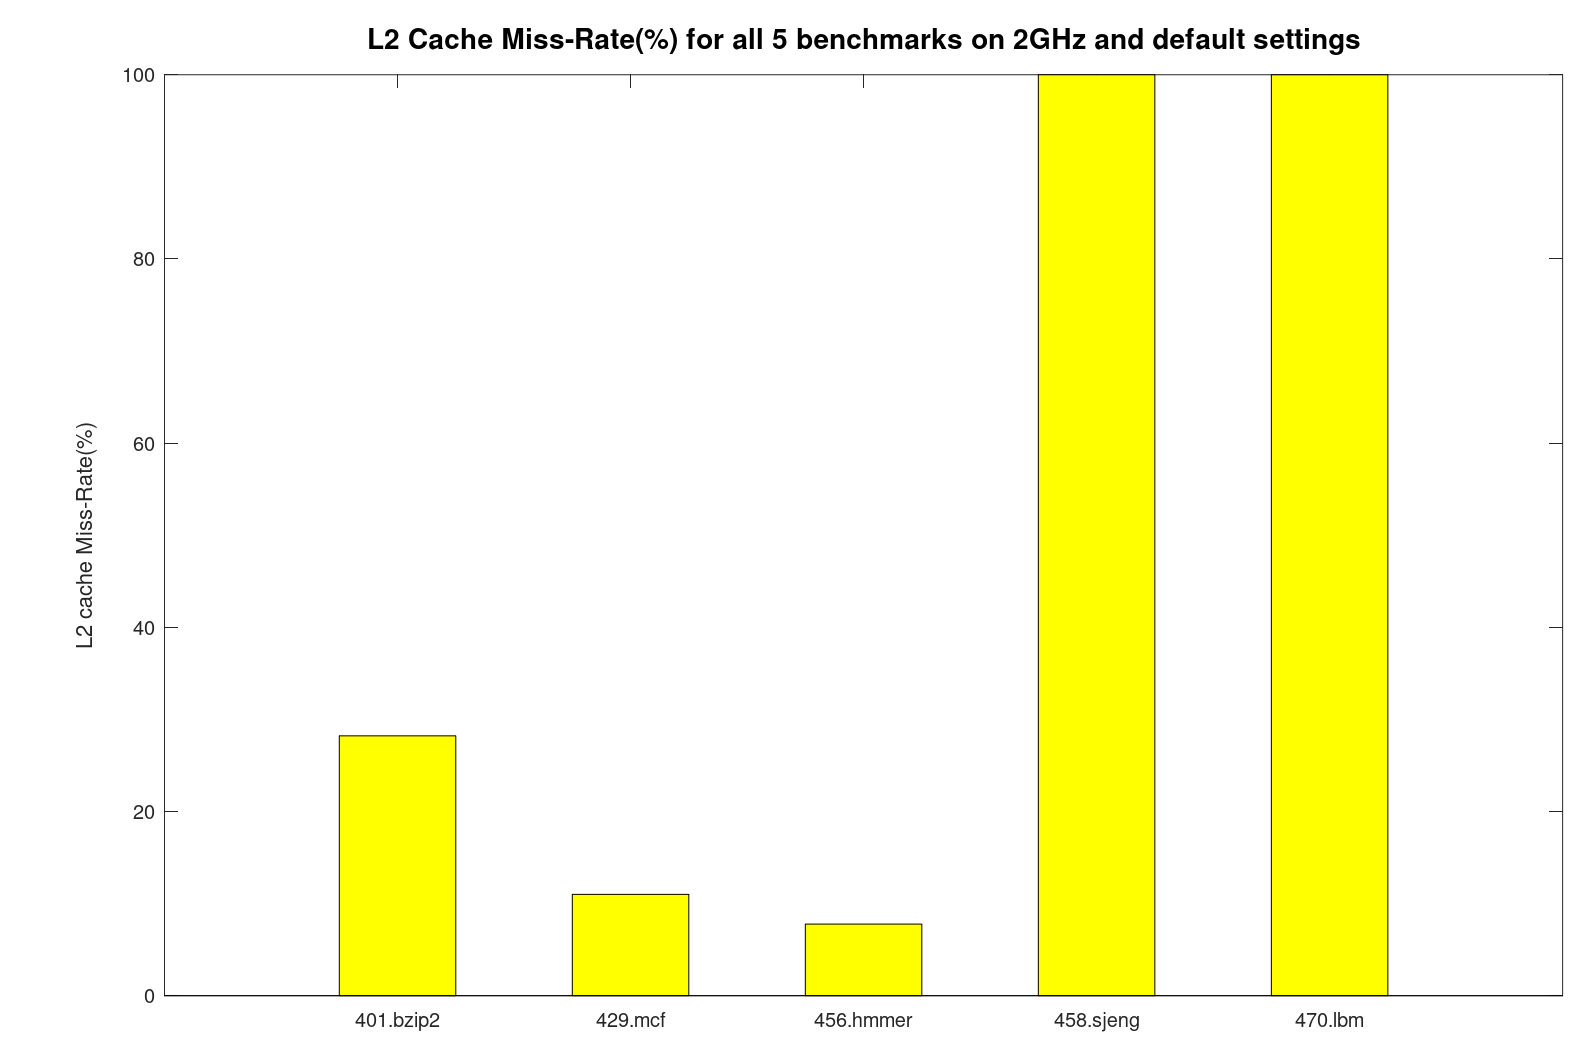 L2 Cache Miss-Rate(%) for all 5 benchmarks on 2GHz and default settings
100
80
60
40
20
0
L2 cache Miss-Rate(%)
401.bzip2 429.mcf 456.hmmer 458.sjeng 470.lbm